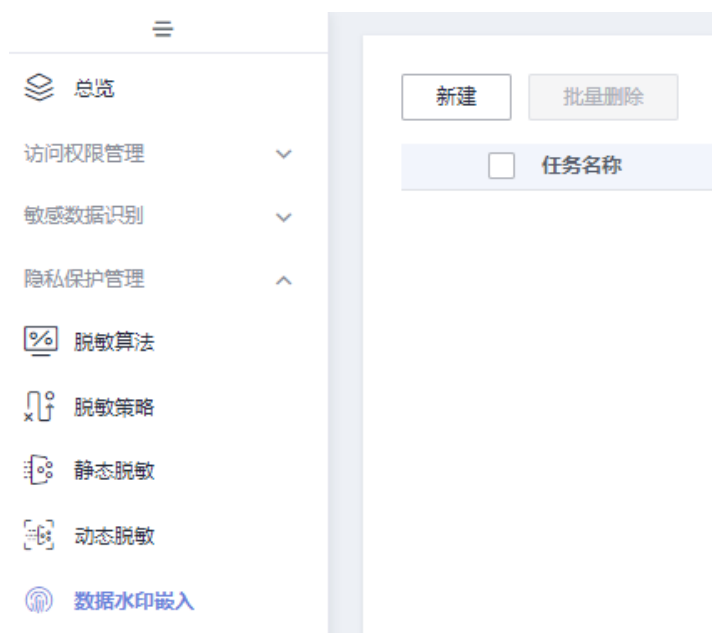 总览
访问权限管理
敏感数据识别
隐私保护管理
脱敏算法
脱敏策略
静态脱敏
动态脱敏
数据水印嵌入
新建 批量删除
任务名称